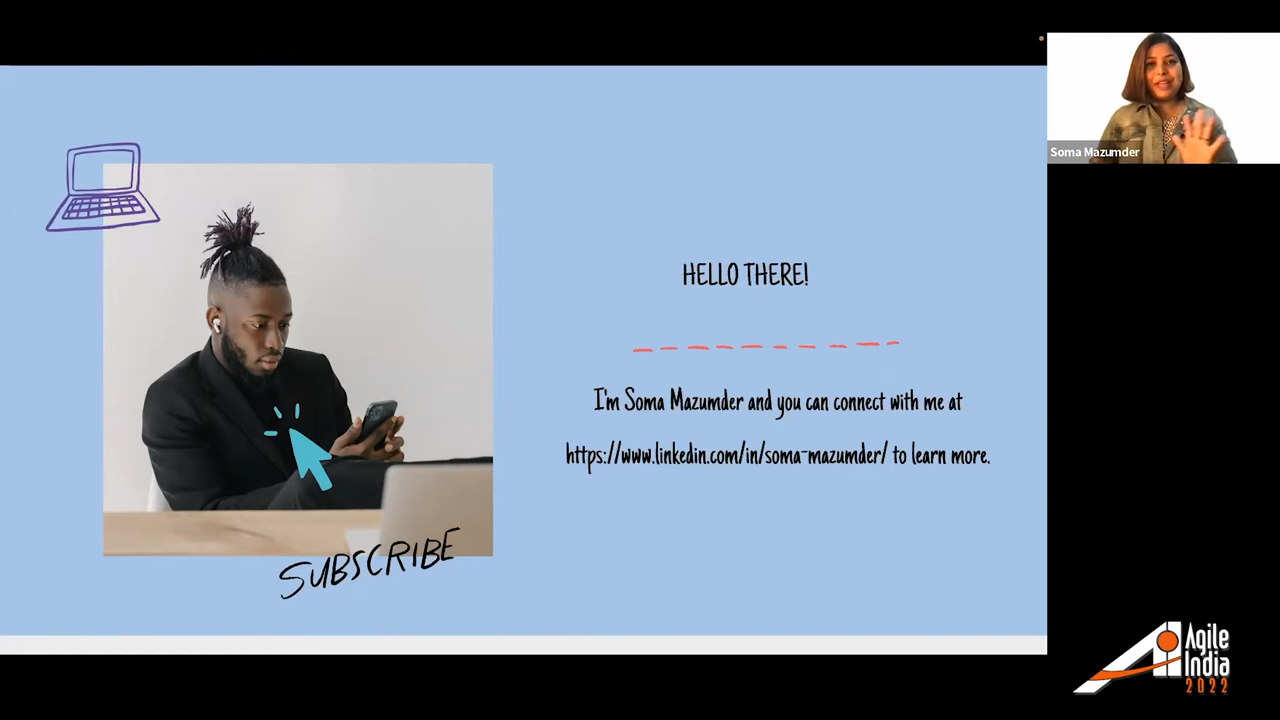 Soma Mazumder
HELLO THERE!
I'm Soma Mazumder and you can connect with me at
https://www.linkedin.com/in/soma-mazumder/ to learn more.
SUBSCRIBE
Agile
India
2022